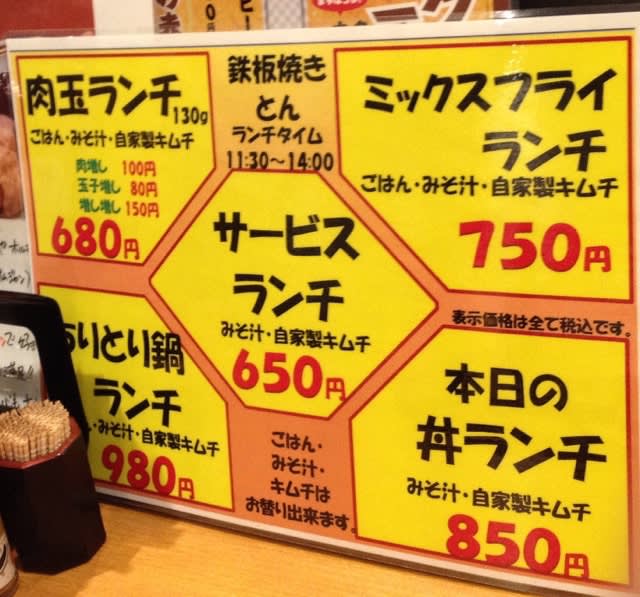 肉玉ランチ
130g
ごはん・みそ汁・自家製キムチ
肉増し 100円
玉子増し 80円
増し増し 150円
680円
鉄板焼き
とん
ランチタイム
11:30～14:00
ミックスフライ
ランチ
ごはん・みそ汁・自家製キムチ
750円
サービス
ランチ
みそ汁・自家製キムチ
650円
表示価格は全て税込です。
りとり鍋
ランチ
・みそ汁・自家製キムチ
980円
ごはん・
みそ汁・
キムチは
お替り出来ます。
本日の
丼ランチ
みそ汁・自家製キムチ
850円